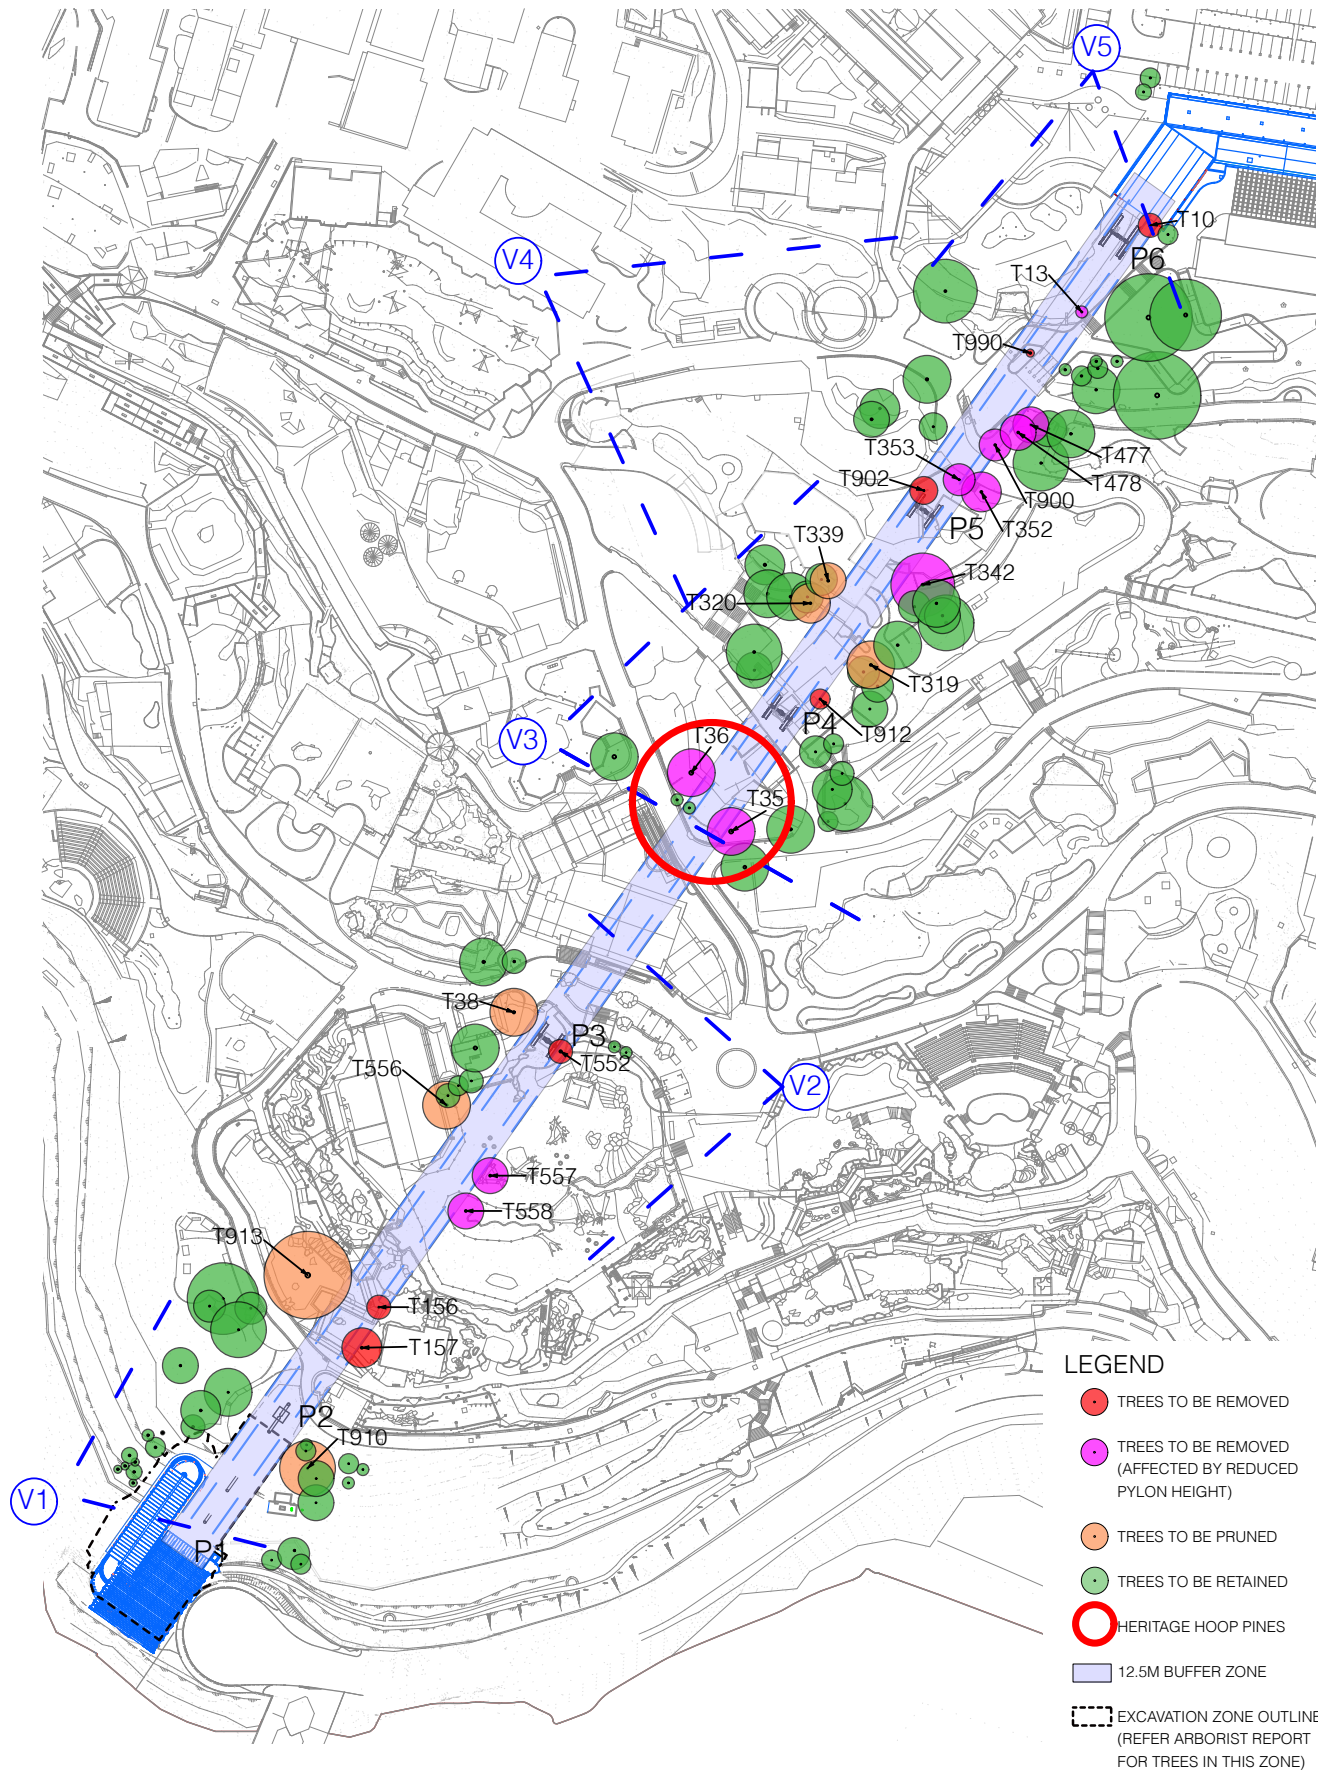 V5
T10
V4
P6
T13
T990
T477
T353
T478
T902
T900
P5
T352
T339
T342
T320
T319
P4
T36
T912
V3
T35
T38
P3
T552
T556
V2
T557
T558
T913
T156
T157
P2
T910
V1
P1
LEGEND
TREES TO BE REMOVED
TREES TO BE REMOVED
(AFFECTED BY REDUCED
PYLON HEIGHT)
TREES TO BE PRUNED
TREES TO BE RETAINED
HERITAGE HOOP PINES
12.5M BUFFER ZONE
EXCAVATION ZONE OUTLINE
(REFER ARBORIST REPORT
FOR TREES IN THIS ZONE)